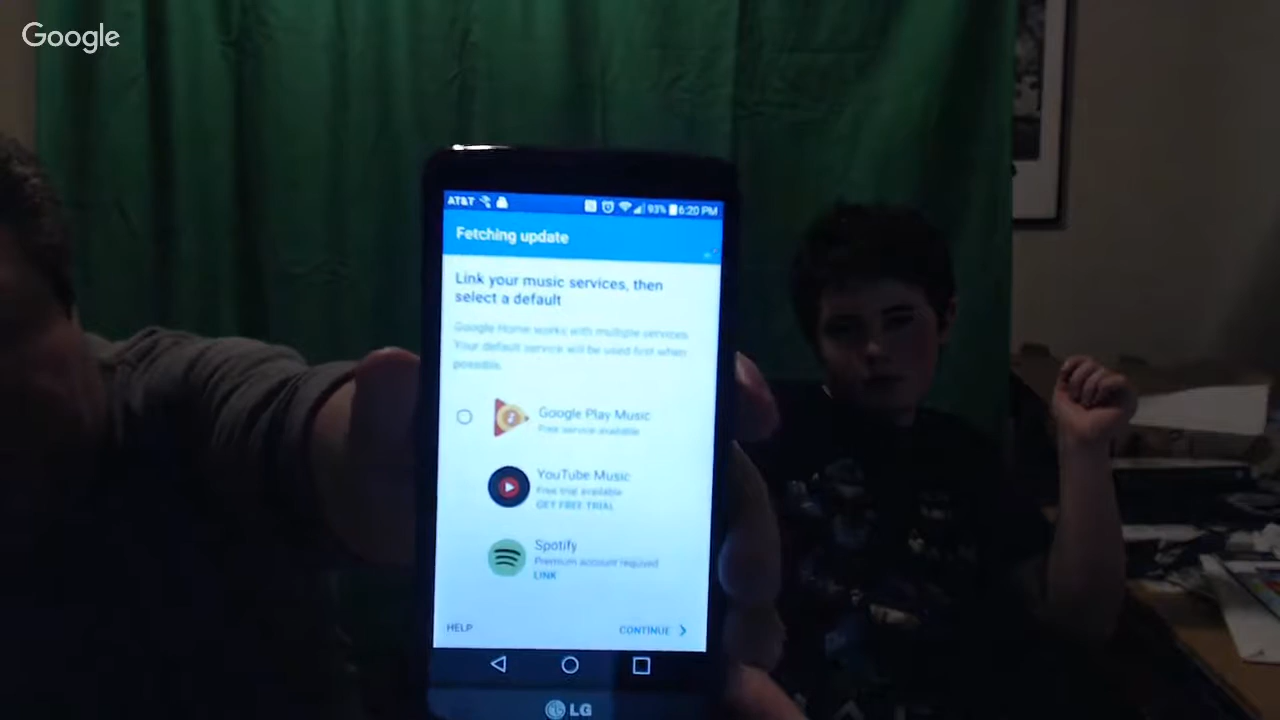 Google
AT&T 93% 6:20 PM
Fetching update
Link your music services, then
select a default
Google Home works with multiple services.
Your default service will be used first when
possible.
Google Play Music
Free service available
YouTube Music
Free trial available
GET FREE TRIAL
Spotify
Premium account required
LINK
HELP CONTINUE
LG